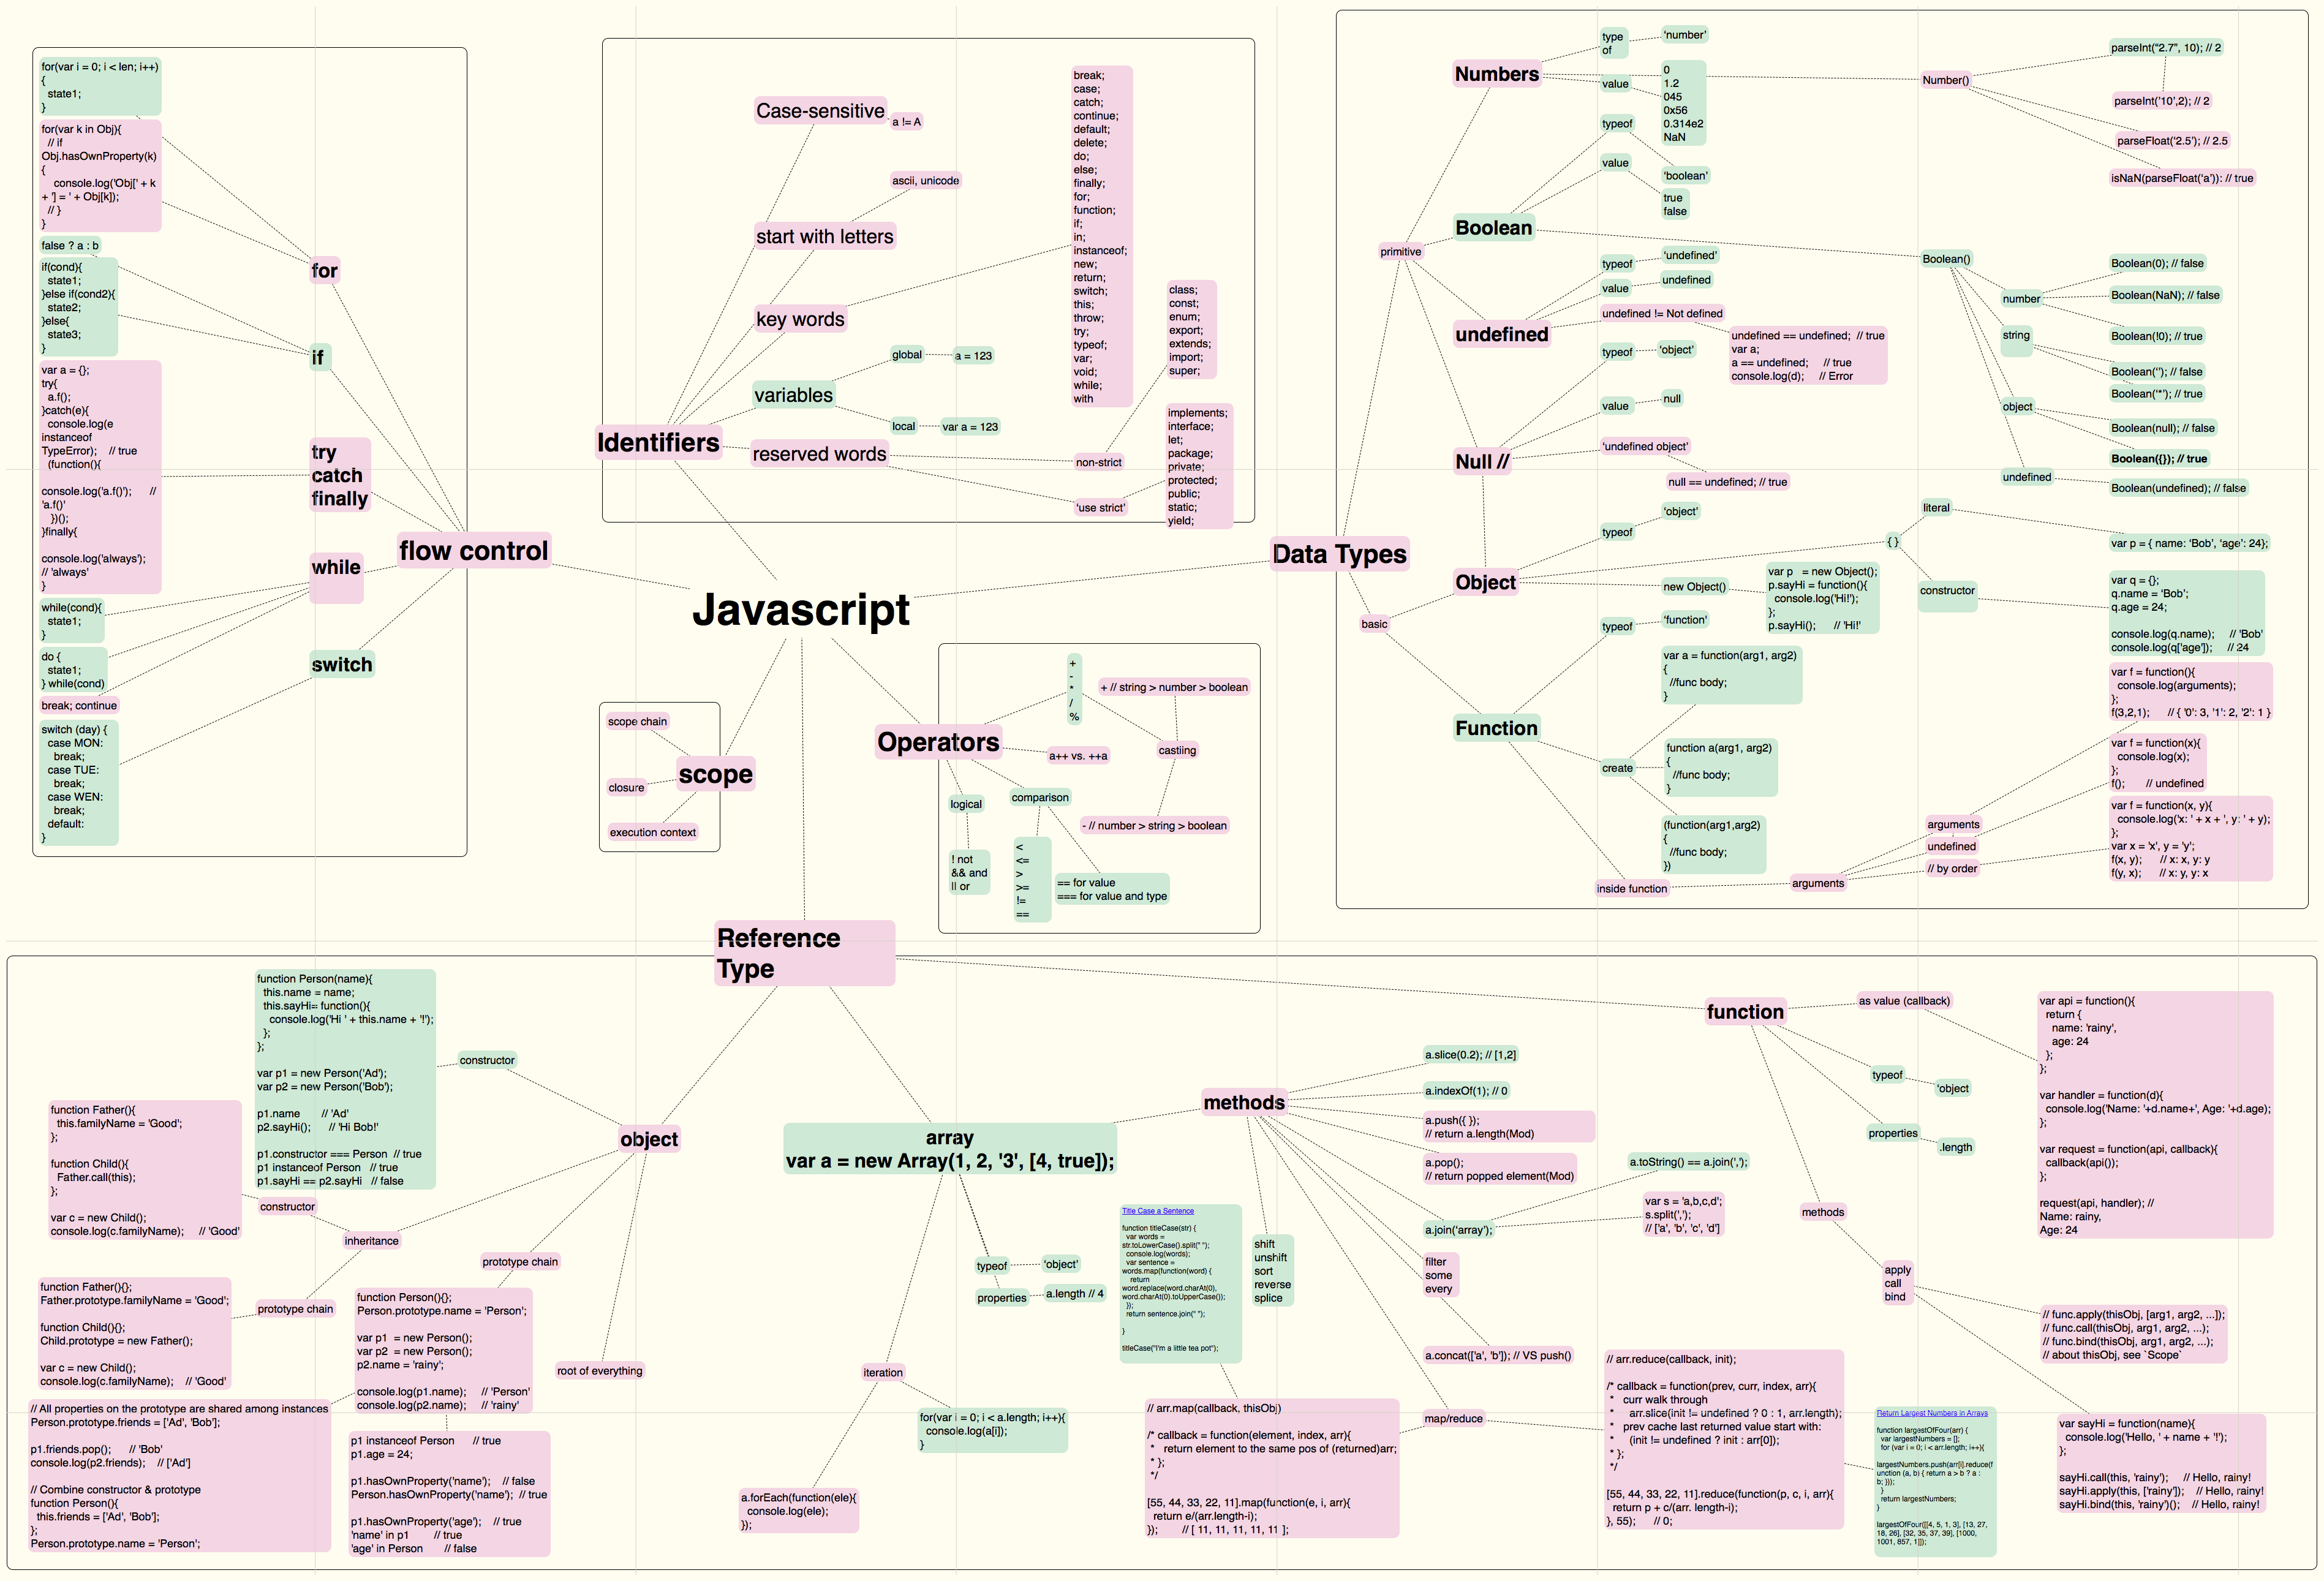 Javascript
flow control
for
for(var i = 0; i < len; i++)
{
state1;
}
for(var k in Obj){
// if
Obj.hasOwnProperty(k)
{
console.log('Obj[' + k
+ '] = ' + Obj[k]);
// }
}
if
false ? a : b
if(cond){
state1;
}else if(cond2){
state2;
}else{
state3;
}
try
catch
finally
var a = {};
try{
a.f();
}catch(e){
console.log(e
instanceof
TypeError); // true
(function(){
console.log('a.f()'); //
'a.f()'
})();
}finally{
console.log('always');
// 'always'
}
while
while(cond){
state1;
}
do {
state1;
} while(cond)
break; continue
switch
switch (day) {
case MON:
break;
case TUE:
break;
case WEN:
break;
default:
}
Identifiers
Case-sensitive
a != A
start with letters
ascii, unicode
key words
break;
case;
catch;
continue;
default;
delete;
do;
else;
finally;
for;
function;
if;
in;
instanceof;
new;
return;
switch;
this;
throw;
try;
typeof;
var;
void;
while;
with
variables
global
a = 123
local
var a = 123
reserved words
non-strict
class;
const;
enum;
export;
extends;
import;
super;
'use strict'
implements;
interface;
let;
package;
private;
protected;
public;
static;
yield;
scope
scope chain
closure
execution context
Operators
+
-
*
/
%
castiing
+ // string > number > boolean
- // number > string > boolean
a++ vs. ++a
logical
! not
&& and
|| or
comparison
<
<=
>
>=
!=
==
== for value
=== for value and type
Data Types
primitive
Numbers
type
of
'number'
value
0
1.2
045
0x56
0.314e2
NaN
Number()
parseInt("2.7", 10); // 2
parseInt('10',2); // 2
parseFloat('2.5'); // 2.5
isNaN(parseFloat('a')): // true
Boolean
typeof
'boolean'
value
true
false
Boolean()
number
Boolean(0); // false
Boolean(NaN); // false
Boolean(!0); // true
string
Boolean(''); // false
Boolean('*'); // true
object
Boolean(null); // false
Boolean({}); // true
undefined
Boolean(undefined); // false
undefined
typeof
'undefined'
value
undefined
undefined != Not defined
undefined == undefined; // true
var a;
a == undefined; // true
console.log(d); // Error
Null //
typeof
'object'
value
null
'undefined object'
null == undefined; // true
basic
Object
typeof
'object'
{ }
literal
var p = { name: 'Bob', 'age': 24};
constructor
var q = {};
q.name = 'Bob';
q.age = 24;
console.log(q.name); // 'Bob'
console.log(q['age']); // 24
new Object()
var p = new Object();
p.sayHi = function(){
console.log('Hi!');
};
p.sayHi(); // 'Hi!'
Function
typeof
'function'
create
var a = function(arg1, arg2)
{
//func body;
}
function a(arg1, arg2)
{
//func body;
}
(function(arg1,arg2)
{
//func body;
})
inside function
arguments
arguments
var f = function(){
console.log(arguments);
};
f(3,2,1); // { '0': 3, '1': 2, '2': 1 }
undefined
var f = function(x){
console.log(x);
};
f(); // undefined
// by order
var f = function(x, y){
console.log('x: ' + x + ', y: ' + y);
};
var x = 'x', y = 'y';
f(x, y); // x: x, y: y
f(y, x); // x: y, y: x
Reference
Type
object
constructor
function Person(name){
this.name = name;
this.sayHi= function(){
console.log('Hi ' + this.name + '!');
};
};
var p1 = new Person('Ad');
var p2 = new Person('Bob');
p1.name // 'Ad'
p2.sayHi(); // 'Hi Bob!'
p1.constructor === Person // true
p1 instanceof Person // true
p1.sayHi == p2.sayHi // false
inheritance
constructor
function Father(){
this.familyName = 'Good';
};
function Child(){
Father.call(this);
};
var c = new Child();
console.log(c.familyName); // 'Good'
prototype chain
function Father(){};
Father.prototype.familyName = 'Good';
function Child(){};
Child.prototype = new Father();
var c = new Child();
console.log(c.familyName); // 'Good'
prototype chain
function Person(){};
Person.prototype.name = 'Person';
var p1 = new Person();
var p2 = new Person();
p2.name = 'rainy';
console.log(p1.name); // 'Person'
console.log(p2.name); // 'rainy'
// All properties on the prototype are shared among instances
Person.prototype.friends = ['Ad', 'Bob'];
p1.friends.pop(); // 'Bob'
console.log(p2.friends); // ['Ad']
// Combine constructor & prototype
function Person(){
this.friends = ['Ad', 'Bob'];
};
Person.prototype.name = 'Person';
p1 instanceof Person // true
p1.age = 24;
p1.hasOwnProperty('name'); // false
Person.hasOwnProperty('name'); // true
p1.hasOwnProperty('age'); // true
'name' in p1 // true
'age' in Person // false
root of everything
array
var a = new Array(1, 2, '3', [4, true]);
typeof
'object'
properties
a.length // 4
iteration
a.forEach(function(ele){
console.log(ele);
});
for(var i = 0; i < a.length; i++){
console.log(a[i]);
}
methods
a.slice(0.2); // [1,2]
a.indexOf(1); // 0
a.push({ });
// return a.length(Mod)
a.pop();
// return popped element(Mod)
a.join('array');
a.toString() == a.join(',');
var s = 'a,b,c,d';
s.split(',');
// ['a', 'b', 'c', 'd']
filter
some
every
a.concat(['a', 'b']); // VS push()
shift
unshift
sort
reverse
splice
map/reduce
Title Case a Sentence
function titleCase(str) {
var words =
str.toLowerCase().split(" ");
console.log(words);
var sentence =
words.map(function(word) {
return
word.replace(word.charAt(0),
word.charAt(0).toUpperCase());
});
return sentence.join(" ");
}
titleCase("I'm a little tea pot");
// arr.map(callback, thisObj)
/* callback = function(element, index, arr){
* return element to the same pos of (returned)arr;
* };
*/
[55, 44, 33, 22, 11].map(function(e, i, arr){
return e/(arr.length-i);
}); // [ 11, 11, 11, 11, 11 ];
// arr.reduce(callback, init);
/* callback = function(prev, curr, index, arr){
* curr walk through
* arr.slice(init != undefined ? 0 : 1, arr.length);
* prev cache last returned value start with:
* (init != undefined ? init : arr[0]);
* };
*/
[55, 44, 33, 22, 11].reduce(function(p, c, i, arr){
return p + c/(arr. length-i);
}, 55); // 0;
Return Largest Numbers in Arrays
function largestOfFour(arr) {
var largestNumbers = [];
for (var i = 0; i < arr.length; i++){
largestNumbers.push(arr[i].reduce(f
unction (a, b) { return a > b ? a :
b; }));
}
return largestNumbers;
}
largestOfFour([[4, 5, 1, 3], [13, 27,
18, 26], [32, 35, 37, 39], [1000,
1001, 857, 1]]);
function
as value (callback)
var api = function(){
return {
name: 'rainy',
age: 24
};
};
var handler = function(d){
console.log('Name: '+d.name+', Age: '+d.age);
};
var request = function(api, callback){
callback(api());
};
request(api, handler); //
Name: rainy,
Age: 24
typeof
'object
properties
.length
methods
apply
call
bind
// func.apply(thisObj, [arg1, arg2, ...]);
// func.call(thisObj, arg1, arg2, ...);
// func.bind(thisObj, arg1, arg2, ...);
// about thisObj, see `Scope`
var sayHi = function(name){
console.log('Hello, ' + name + '!');
};
sayHi.call(this, 'rainy'); // Hello, rainy!
sayHi.apply(this, ['rainy']); // Hello, rainy!
sayHi.bind(this, 'rainy')(); // Hello, rainy!